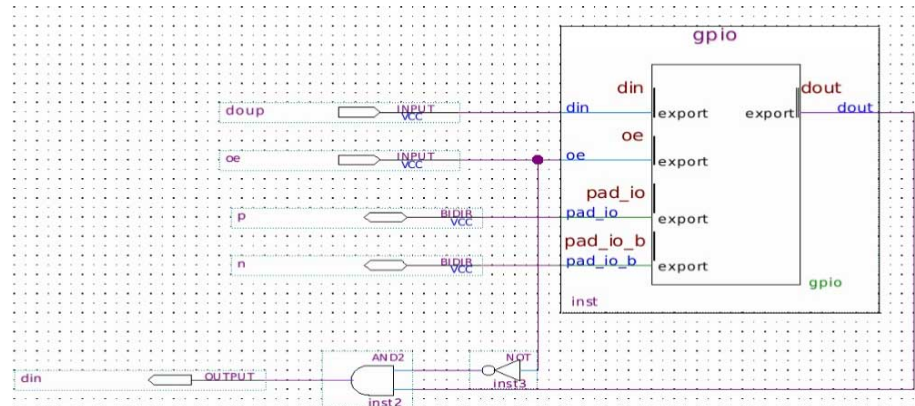 gpio
din
dout
doup
INPUT
VCC
din
export
export
dout
oe
oe
INPUT
VCC
oe
export
pad_io
p
BIDIR
VCC
pad_io
export
pad_io_b
n
BIDIR
VCC
pad_io_b
export
gpio
inst
AND2
NOT
din
OUTPUT
inst3
inst2